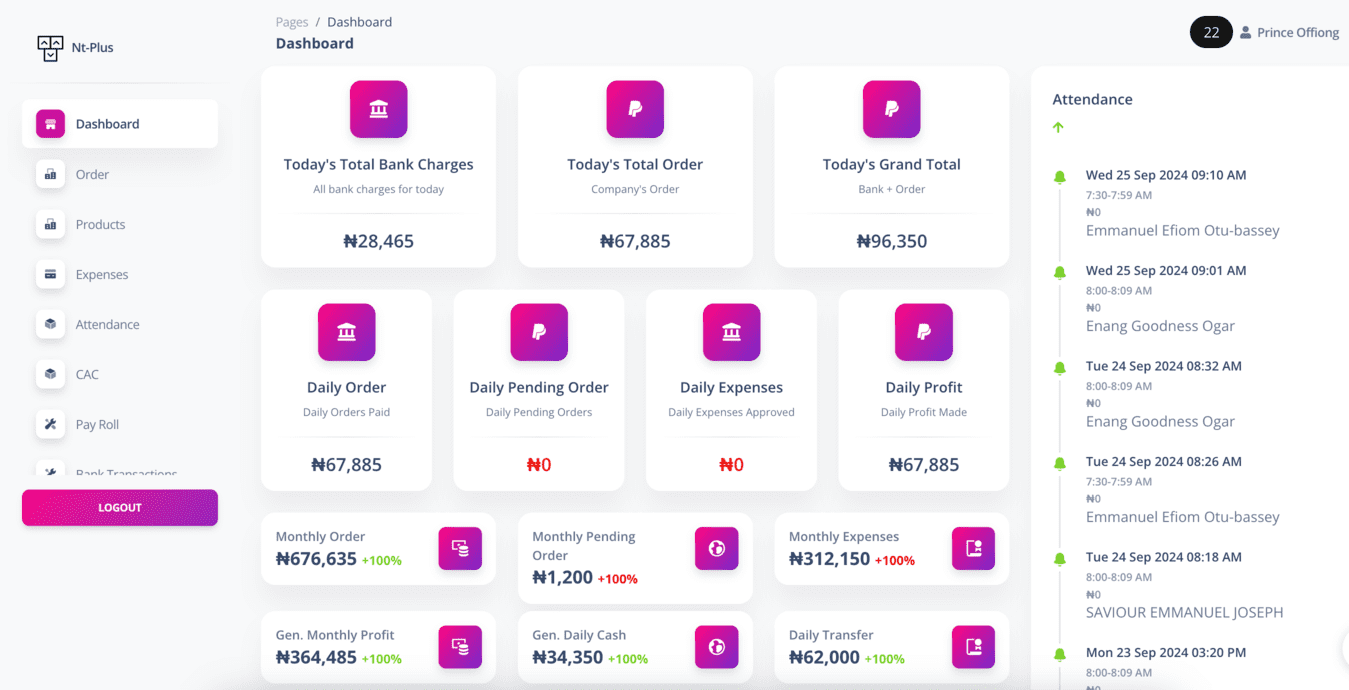 Nt-Plus
Dashboard
Order
Products
Expenses
Attendance
CAC
Pay Roll
Bank Transactions
LOGOUT
Pages / Dashboard
Dashboard
22 Prince Offiong
Today's Total Bank Charges
All bank charges for today
₦28,465
Today's Total Order
Company's Order
₦67,885
Today's Grand Total
Bank + Order
₦96,350
Daily Order
Daily Orders Paid
₦67,885
Daily Pending Order
Daily Pending Orders
₦0
Daily Expenses
Daily Expenses Approved
₦0
Daily Profit
Daily Profit Made
₦67,885
Monthly Order
₦676,635 +100%
Monthly Pending
Order
₦1,200 +100%
Monthly Expenses
₦312,150 +100%
Gen. Monthly Profit
₦364,485 +100%
Gen. Daily Cash
₦34,350 +100%
Daily Transfer
₦62,000 +100%
Attendance
Wed 25 Sep 2024 09:10 AM
7:30-7:59 AM
₦0
Emmanuel Efiom Otu-bassey
Wed 25 Sep 2024 09:01 AM
8:00-8:09 AM
₦0
Enang Goodness Ogar
Tue 24 Sep 2024 08:32 AM
8:00-8:09 AM
₦0
Enang Goodness Ogar
Tue 24 Sep 2024 08:26 AM
7:30-7:59 AM
₦0
Emmanuel Efiom Otu-bassey
Tue 24 Sep 2024 08:18 AM
8:00-8:09 AM
₦0
SAVIOUR EMMANUEL JOSEPH
Mon 23 Sep 2024 03:20 PM
8:00-8:09 AM
₦0